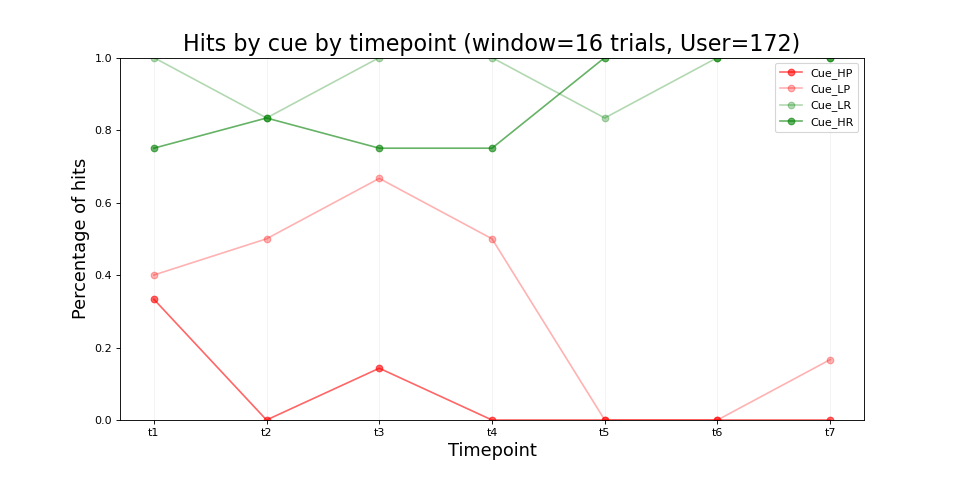 Hits by cue by timepoint (window=16 trials, User=172)
1.0
0.8
0.6
0.4
0.2
0.0
Percentage of hits
Cue_HP
Cue_LP
Cue_LR
Cue_HR
t1 t2 t3 t4 t5 t6 t7
Timepoint